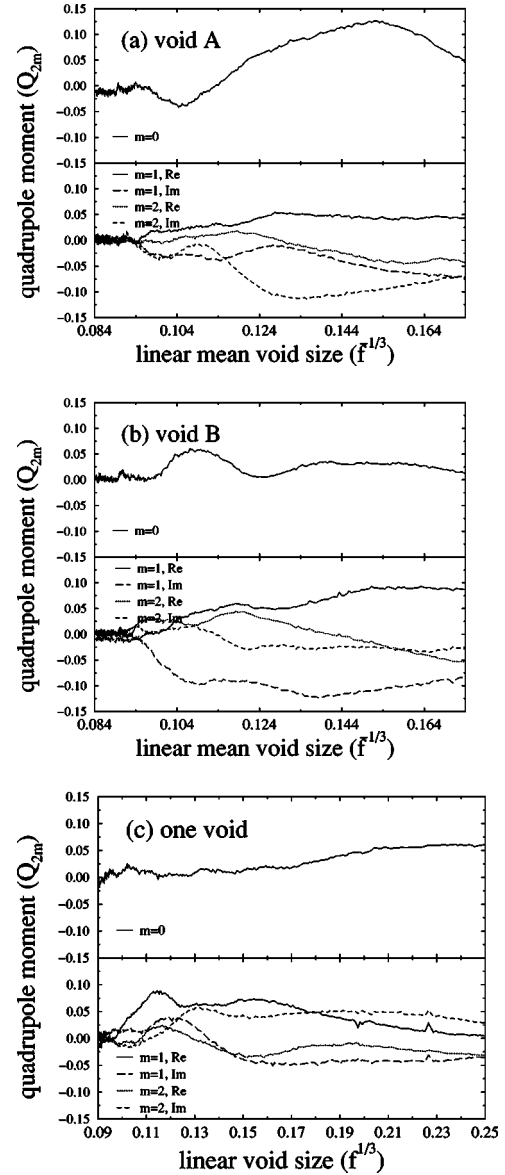 (a) void A
0.15
0.10
0.05
0.00
−0.05
−0.10
−0.15
m=0
m=1, Re
m=1, Im
m=2, Re
m=2, Im
0.10
0.05
0.00
−0.05
−0.10
−0.15
quadrupole moment (Q2m)
0.084 0.104 0.124 0.144 0.164
linear mean void size (f̄^1/3)
(b) void B
0.15
0.10
0.05
0.00
−0.05
−0.10
−0.15
m=0
m=1, Re
m=1, Im
m=2, Re
m=2, Im
0.10
0.05
0.00
−0.05
−0.10
−0.15
quadrupole moment (Q2m)
0.084 0.104 0.124 0.144 0.164
linear mean void size (f̄^1/3)
(c) one void
0.15
0.10
0.05
0.00
−0.05
−0.10
−0.15
m=0
0.10
0.05
0.00
−0.05
−0.10
−0.15
m=1, Re
m=1, Im
m=2, Re
m=2, Im
quadrupole moment (Q2m)
0.09 0.11 0.13 0.15 0.17 0.19 0.21 0.23 0.25
linear void size (f^1/3)